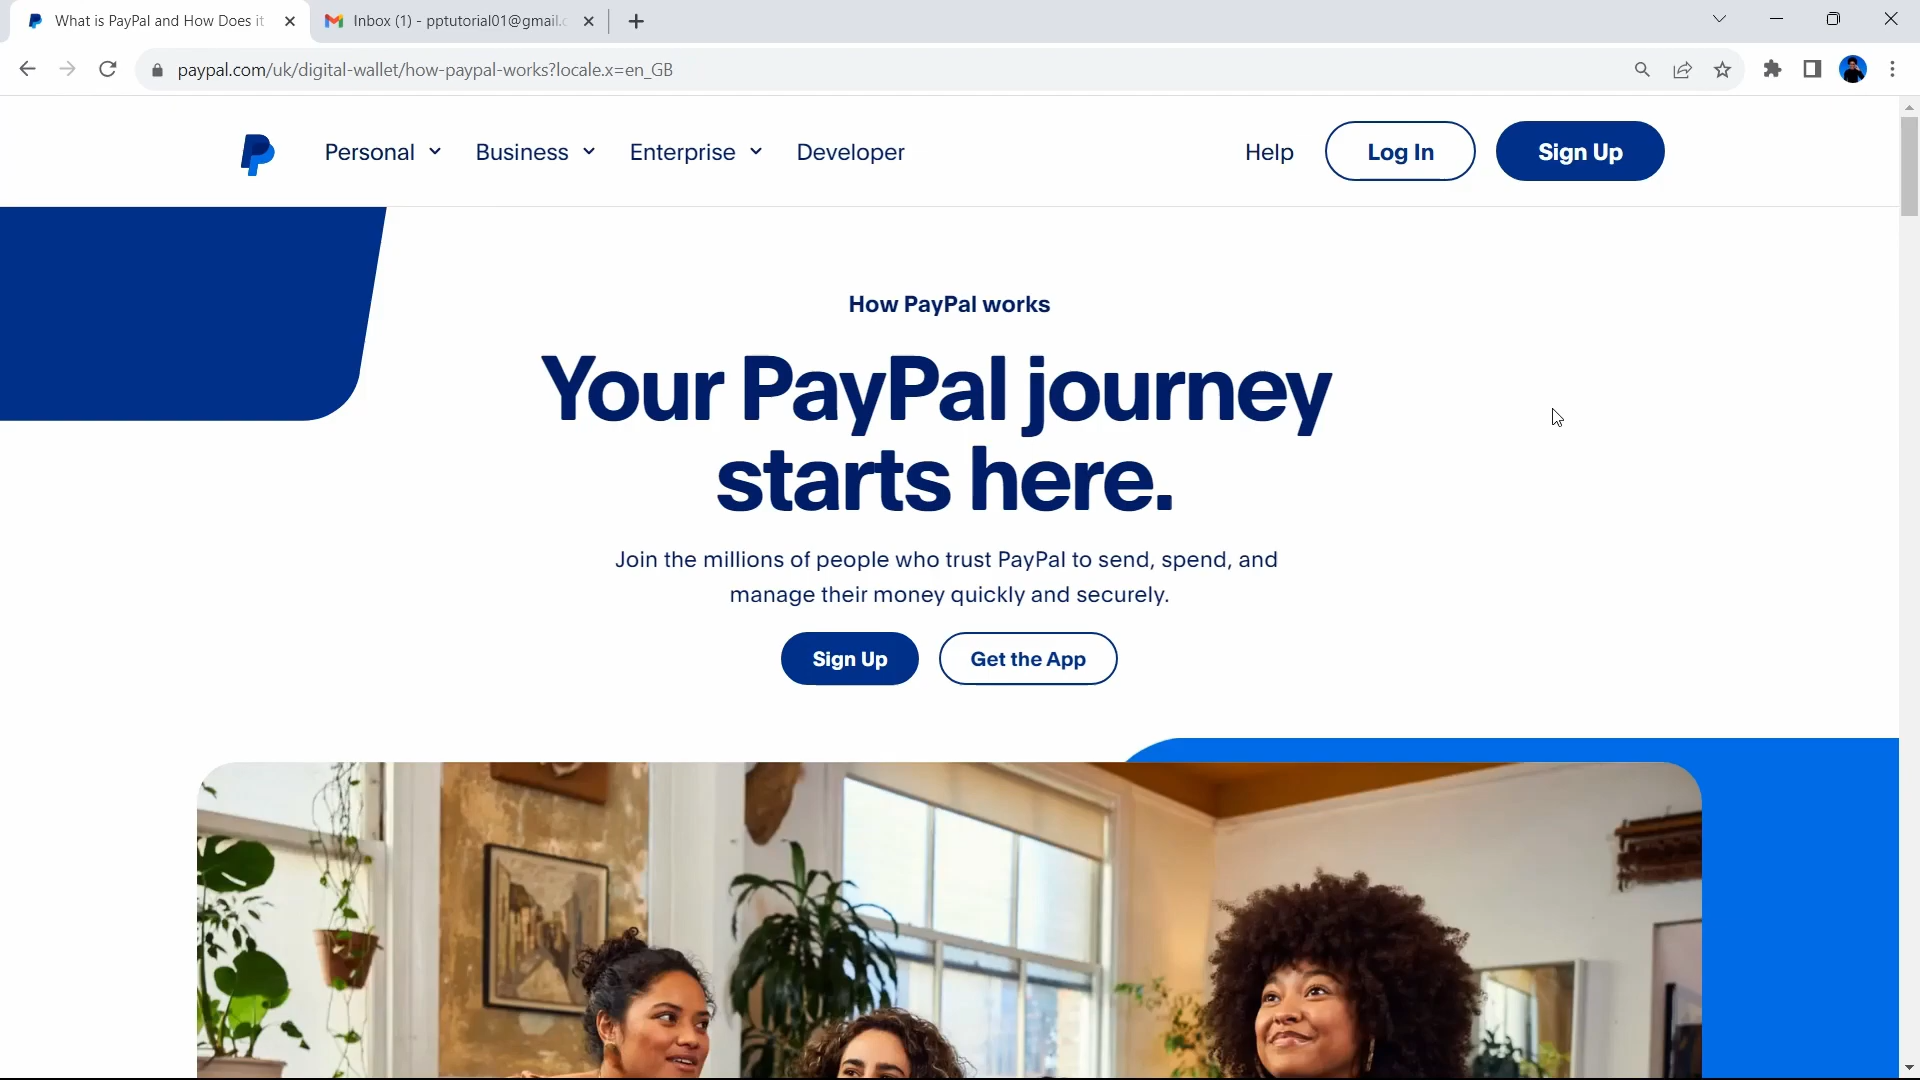 What is PayPal and How Does it
Inbox (1) - pptutorial01@gmail.c
paypal.com/uk/digital-wallet/how-paypal-works?locale.x=en_GB
Personal Business Enterprise Developer Help Log In Sign Up
How PayPal works
Your PayPal journey
starts here.
Join the millions of people who trust PayPal to send, spend, and
manage their money quickly and securely.
Sign Up Get the App